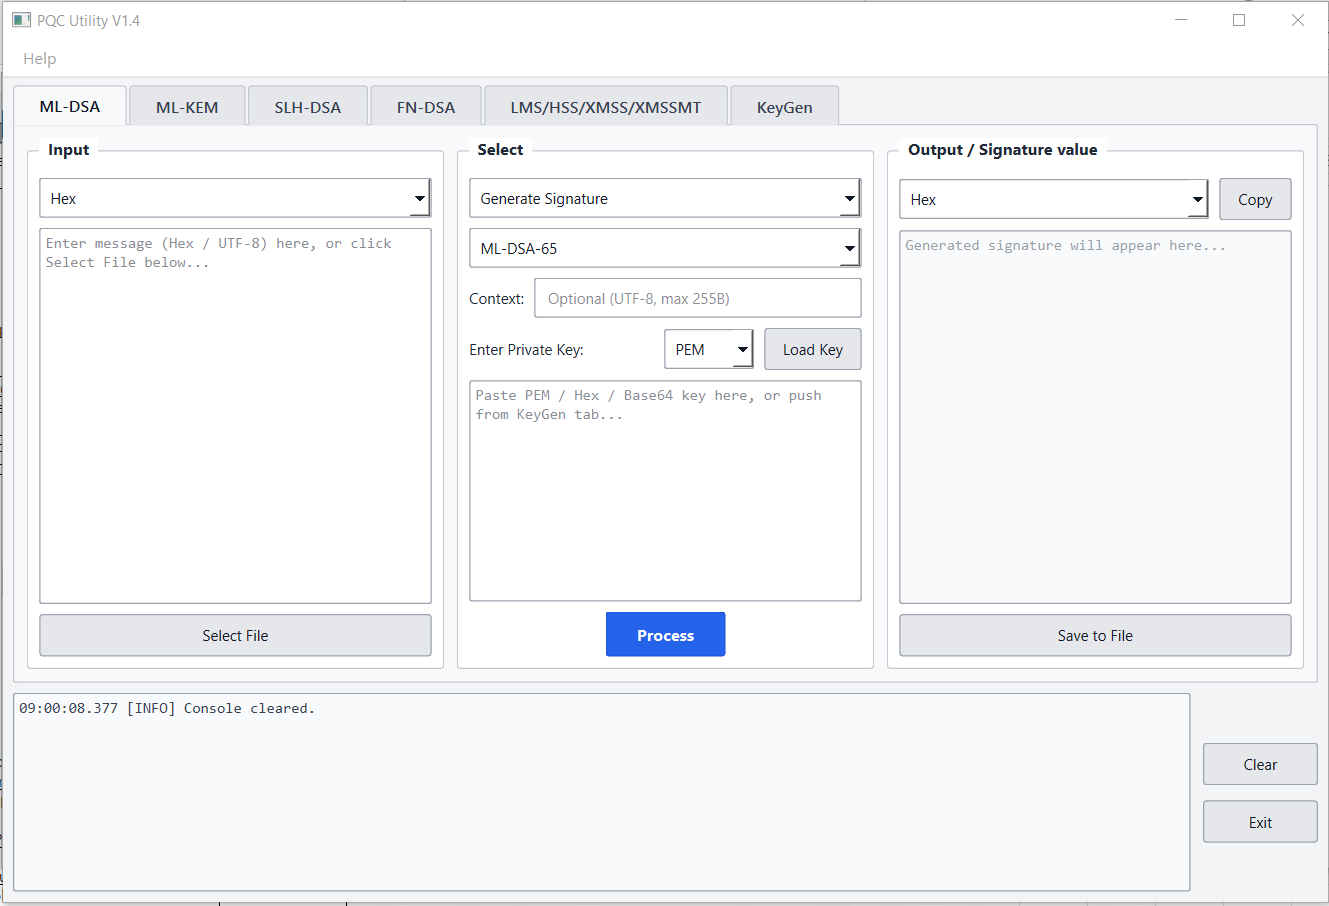 PQC Utility V1.4
Help
ML-DSA
ML-KEM
SLH-DSA
FN-DSA
LMS/HSS/XMSS/XMSSMT
KeyGen
Input
Hex
Enter message (Hex / UTF-8) here, or click
Select File below...
Select File
Select
Generate Signature
ML-DSA-65
Context:
Optional (UTF-8, max 255B)
Enter Private Key:
PEM
Load Key
Paste PEM / Hex / Base64 key here, or push
from KeyGen tab...
Process
Output / Signature value
Hex
Copy
Generated signature will appear here...
Save to File
09:00:08.377 [INFO] Console cleared.
Clear
Exit